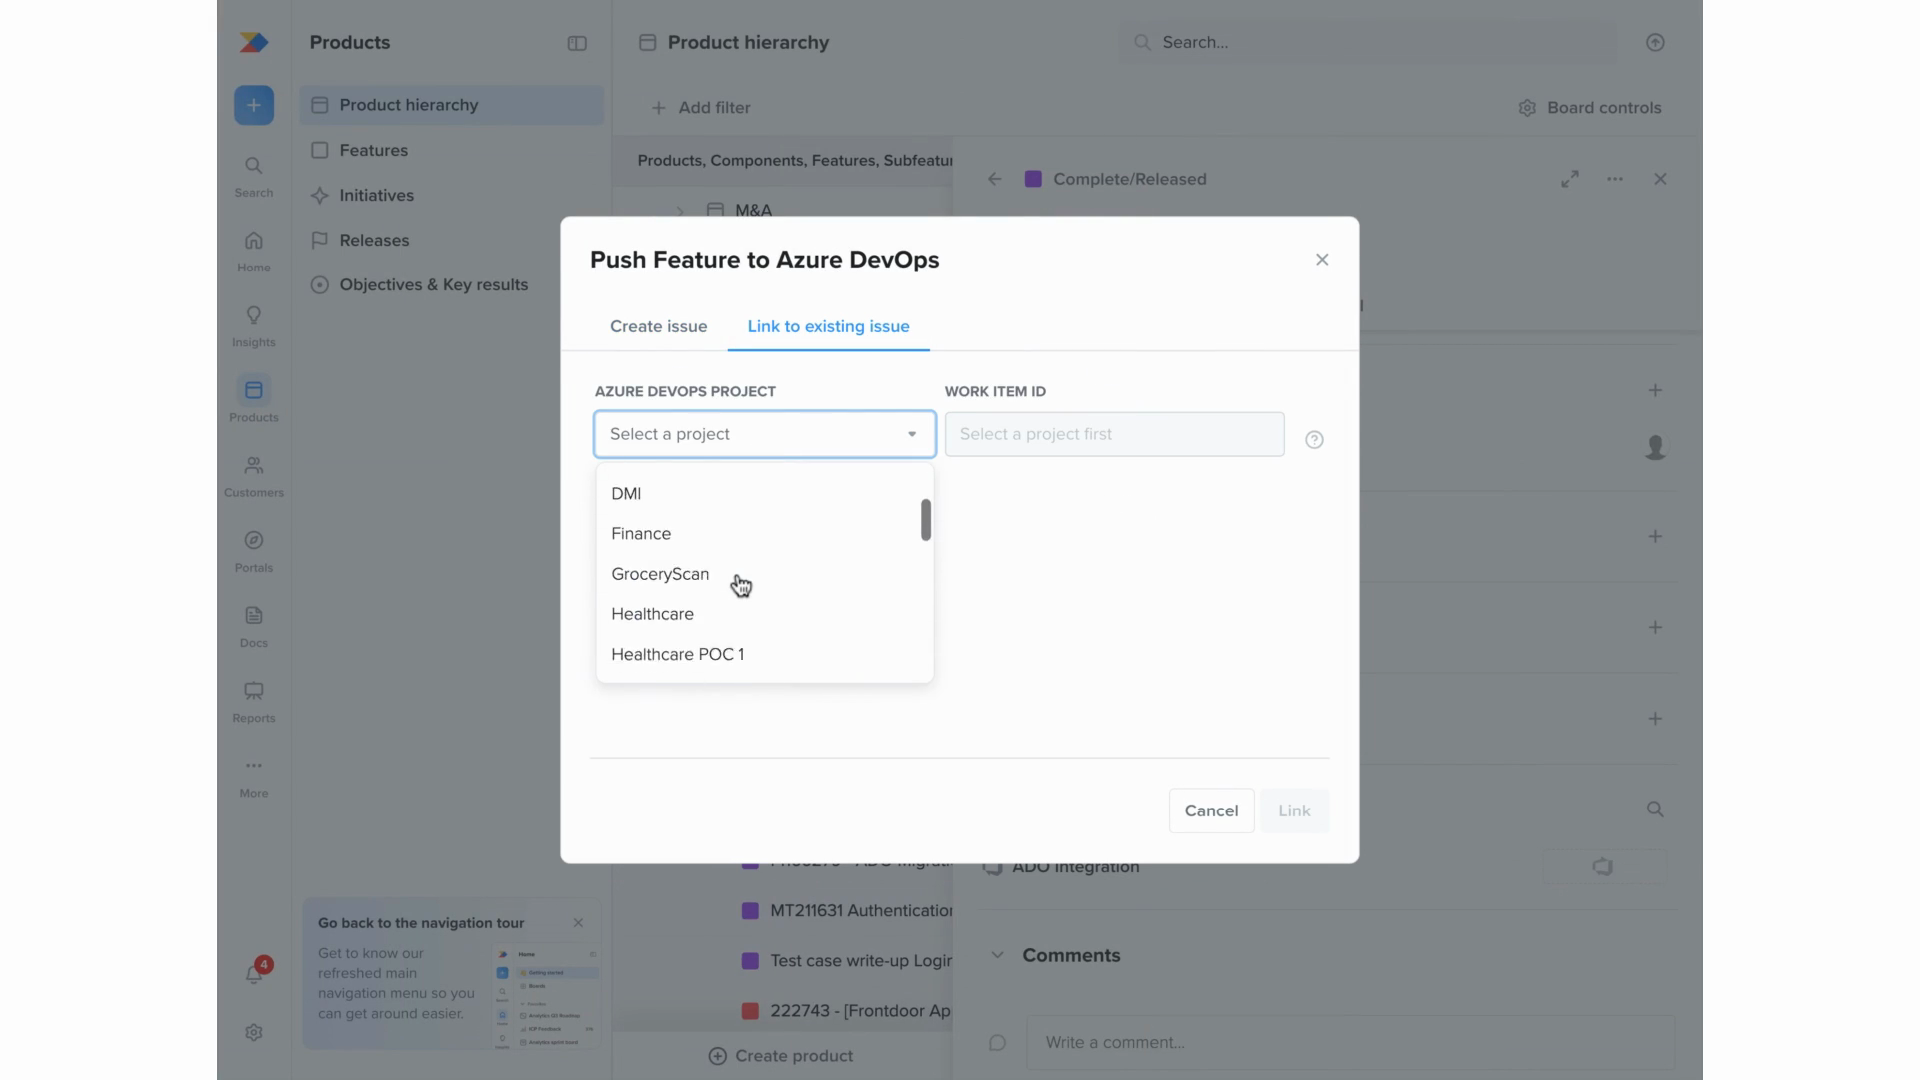 Products
Product hierarchy
Search...
Product hierarchy
Add filter
Board controls
Features
Products, Components, Features, Subfeatur
Complete/Released
Search
Initiatives
M&A
Releases
Home
Objectives & Key results
Insights
Products
Customers
Portals
Docs
Reports
More
Push Feature to Azure DevOps
Create issue
Link to existing issue
AZURE DEVOPS PROJECT
WORK ITEM ID
Select a project
Select a project first
DMI
Finance
GroceryScan
Healthcare
Healthcare POC 1
Cancel
Link
ADO Integration
MT211631 Authentication
Test case write-up Login
222743 - [Frontdoor Ap
Comments
Write a comment...
Create product
Go back to the navigation tour
Get to know our
refreshed main
navigation menu so you
can get around easier.
4
Home